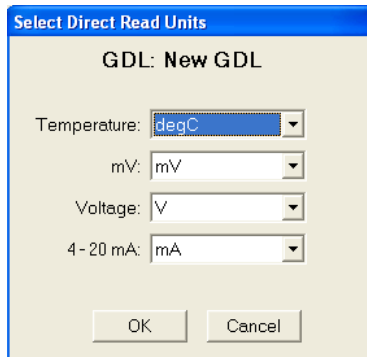 Select Direct Read Units
GDL: New GDL
Temperature: degC
mV: mV
Voltage: V
4 - 20 mA: mA
OK Cancel